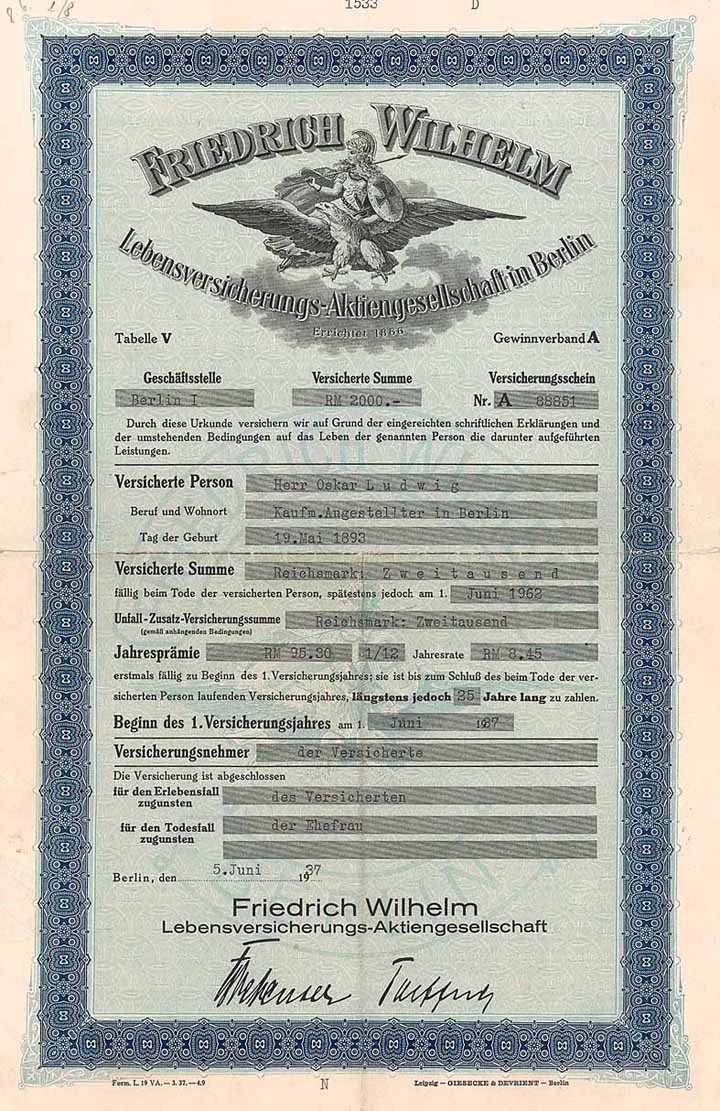 1533 D
FRIEDRICH WILHELM
Lebensversicherungs-Aktiengesellschaft in Berlin
Errichtet 1866
Tabelle V Gewinnverband A
Geschäftsstelle Versicherte Summe Versicherungsschein
Berlin I RM 2000.- Nr. A 88851
Durch diese Urkunde versichern wir auf Grund der eingereichten schriftlichen Erklärungen und
der umstehenden Bedingungen auf das Leben der genannten Person die darunter aufgeführten
Leistungen.
Versicherte Person Herr Oskar Ludwig
Beruf und Wohnort Kaufm.Angestellter in Berlin
Tag der Geburt 19.Mai 1893
Versicherte Summe Reichsmark: Zweitausend
fällig beim Tode der versicherten Person, spätestens jedoch am 1. Juni 1962
Unfall-Zusatz-Versicherungssumme Reichsmark: Zweitausend
(gemäß anhängenden Bedingungen)
Jahresprämie RM 95.30 1/12 Jahresrate RM 8.45
erstmals fällig zu Beginn des 1. Versicherungsjahres; sie ist bis zum Schluß des beim Tode der ver-
sicherten Person laufenden Versicherungsjahres, längstens jedoch 25 Jahre lang zu zahlen.
Beginn des 1. Versicherungsjahres am 1. Juni 1937
Versicherungsnehmer der Versicherte
Die Versicherung ist abgeschlossen
für den Erlebensfall
zugunsten des Versicherten
für den Todesfall
zugunsten der Ehefrau
Berlin, den 5.Juni 1937
Friedrich Wilhelm
Lebensversicherungs-Aktiengesellschaft
Form. L. 19 VA. — 3. 37. — 4.9 N Leipzig — GIESECKE & DEVRIENT — Berlin